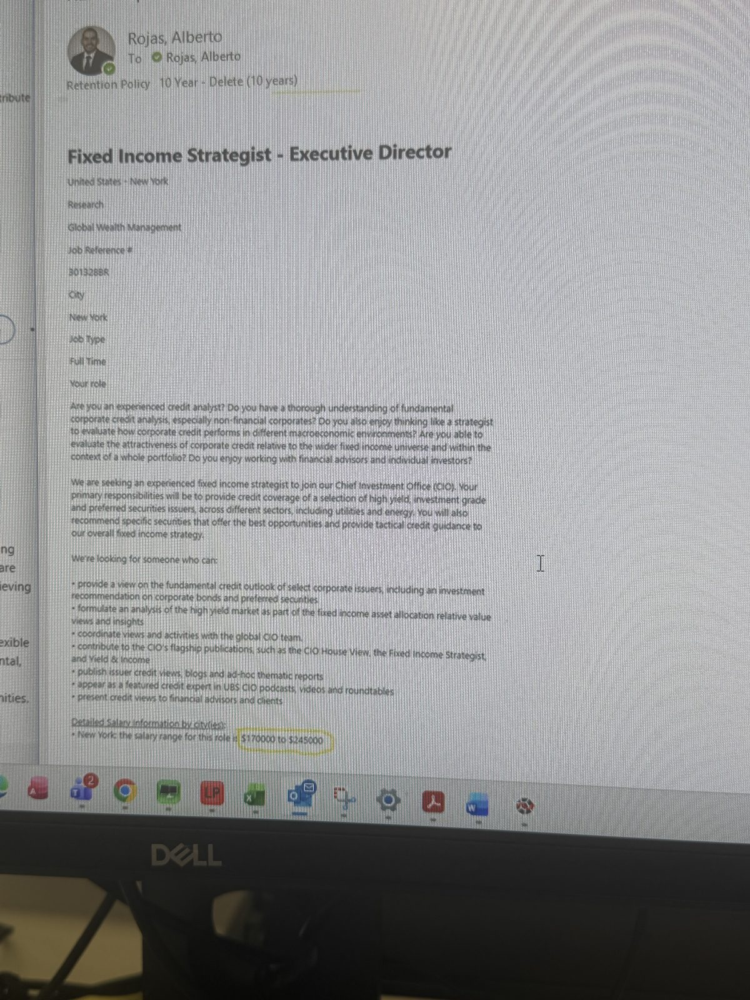 Rojas, Alberto
To Rojas, Alberto
Retention Policy 10 Year - Delete (10 years)
tribute
Fixed Income Strategist - Executive Director
United States - New York
Research
Global Wealth Management
Job Reference #
301328BR
City
New York
Job Type
Full Time
Your role
Are you an experienced credit analyst? Do you have a thorough understanding of fundamental
corporate credit analysis, especially non-financial corporates? Do you also enjoy thinking like a strategist
to evaluate how corporate credit performs in different macroeconomic environments? Are you able to
evaluate the attractiveness of corporate credit relative to the wider fixed income universe and within the
context of a whole portfolio? Do you enjoy working with financial advisors and individual investors?
We are seeking an experienced fixed income strategist to join our Chief Investment Office (CIO). Your
primary responsibilities will be to provide credit coverage of a selection of high yield, investment grade
and preferred securities issuers, across different sectors, including utilities and energy. You will also
recommend specific securities that offer the best opportunities and provide tactical credit guidance to
our overall fixed income strategy.
We're looking for someone who can:
• provide a view on the fundamental credit outlook of select corporate issuers, including an investment
recommendation on corporate bonds and preferred securities
• formulate an analysis of the high yield market as part of the fixed income asset allocation relative value
views and insights
• coordinate views and activities with the global CIO team.
• contribute to the CIO's flagship publications, such as the CIO House View, the Fixed Income Strategist,
and Yield & Income
• publish issuer credit views, blogs and ad-hoc thematic reports
• appear as a featured credit expert in UBS CIO podcasts, videos and roundtables
• present credit views to financial advisors and clients
Detailed Salary Information by city(ies):
• New York: the salary range for this role is $170000 to $245000
ng
are
ieving
exible
ntal,
nities.
A
T
2
LP
X
O
W
DELL